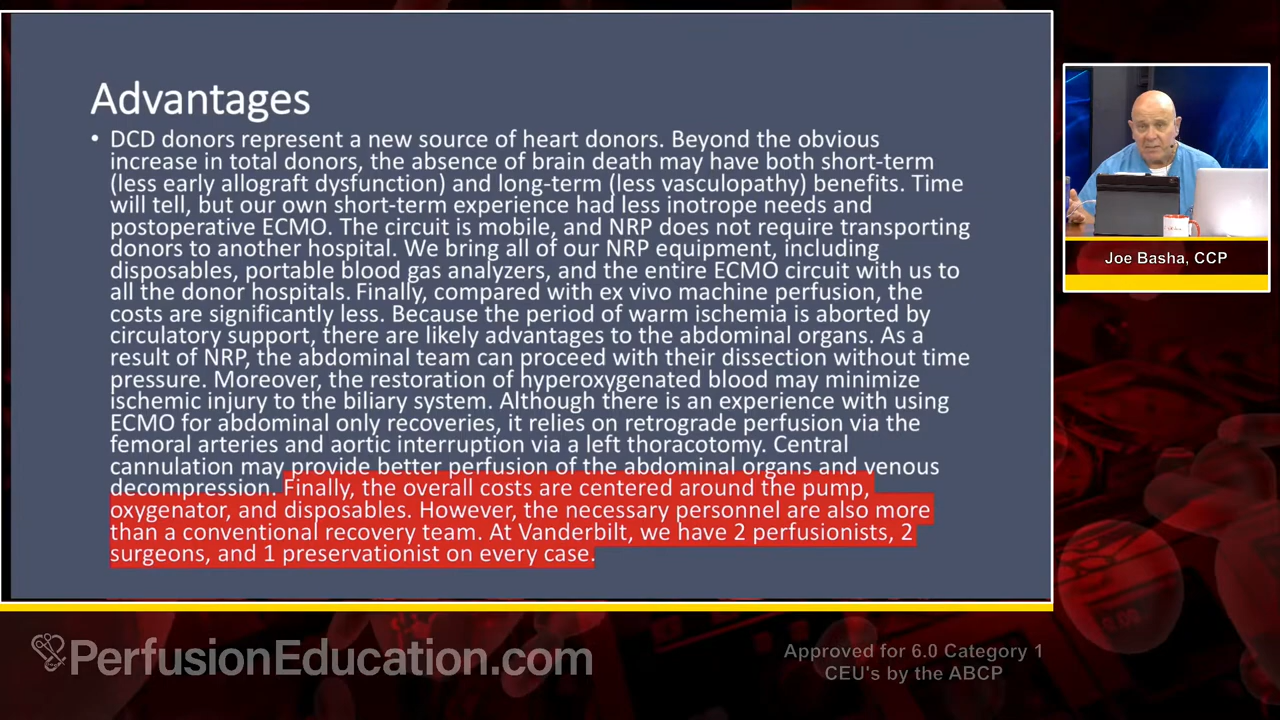 Advantages
• DCD donors represent a new source of heart donors. Beyond the obvious
increase in total donors, the absence of brain death may have both short-term
(less early allograft dysfunction) and long-term (less vasculopathy) benefits. Time
will tell, but our own short-term experience had less inotrope needs and
postoperative ECMO. The circuit is mobile, and NRP does not require transporting
donors to another hospital. We bring all of our NRP equipment, including
disposables, portable blood gas analyzers, and the entire ECMO circuit with us to
all the donor hospitals. Finally, compared with ex vivo machine perfusion, the
costs are significantly less. Because the period of warm ischemia is aborted by
circulatory support, there are likely advantages to the abdominal organs. As a
result of NRP, the abdominal team can proceed with their dissection without time
pressure. Moreover, the restoration of hyperoxygenated blood may minimize
ischemic injury to the biliary system. Although there is an experience with using
ECMO for abdominal only recoveries, it relies on retrograde perfusion via the
femoral arteries and aortic interruption via a left thoracotomy. Central
cannulation may provide better perfusion of the abdominal organs and venous
decompression. Finally, the overall costs are centered around the pump,
oxygenator, and disposables. However, the necessary personnel are also more
than a conventional recovery team. At Vanderbilt, we have 2 perfusionists, 2
surgeons, and 1 preservationist on every case.
Joe Basha, CCP
PerfusionEducation.com
Approved for 6.0 Category 1
CEU's by the ABCP